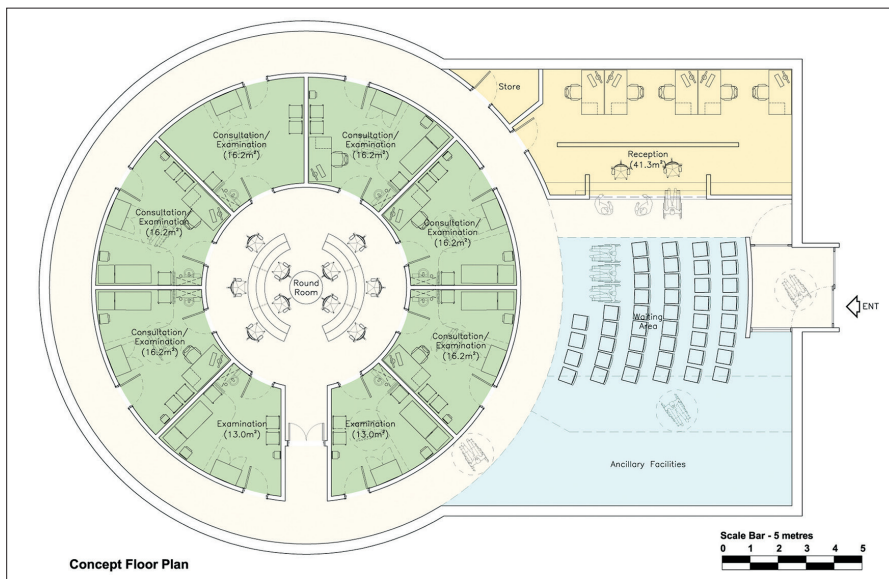 Store
Reception
(41.3m²)
Consultation/
Examination
(16.2m²)
Consultation/
Examination
(16.2m²)
Consultation/
Examination
(16.2m²)
Consultation/
Examination
(16.2m²)
Round
Room
Waiting
Area
ENT
Consultation/
Examination
(16.2m²)
Consultation/
Examination
(16.2m²)
Examination
(13.0m²)
Examination
(13.0m²)
Ancillary Facilities
Scale Bar - 5 metres
0 1 2 3 4 5
Concept Floor Plan